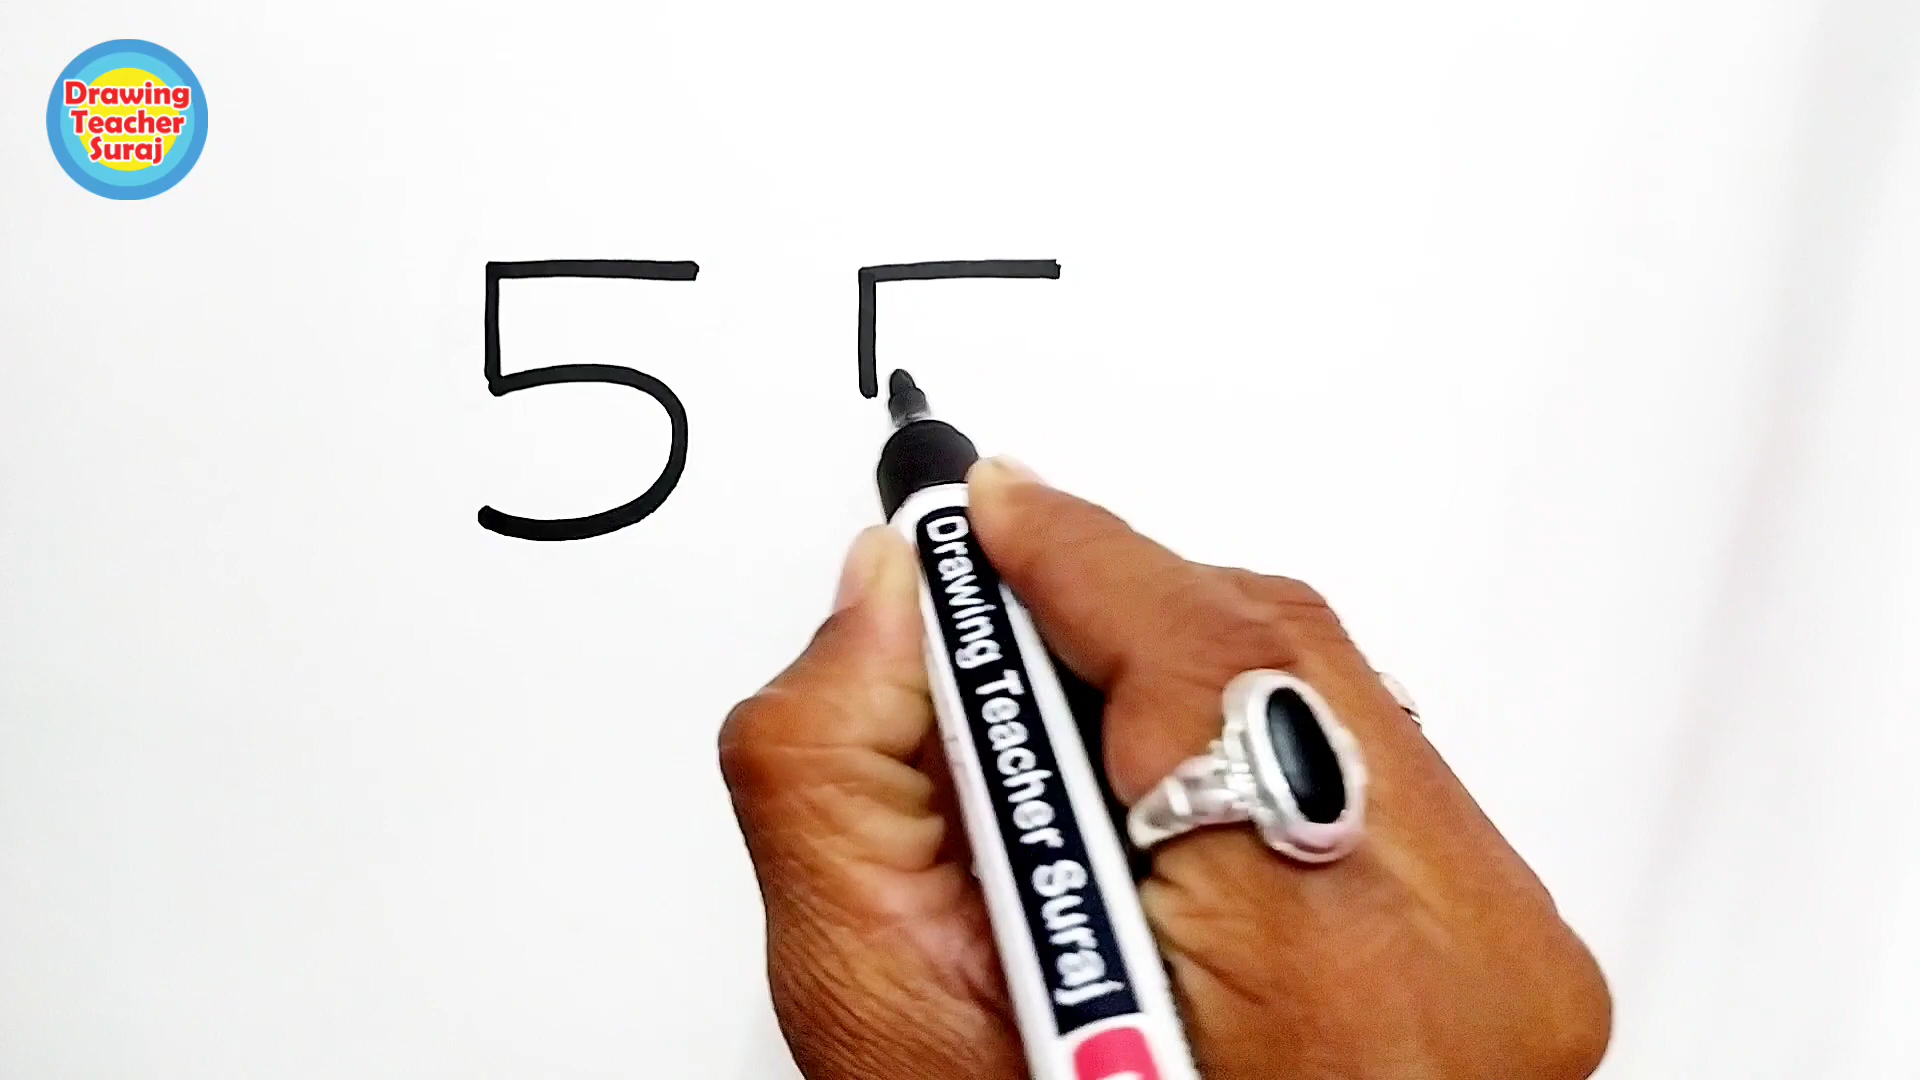 Drawing
Teacher
Suraj
5
Drawing Teacher Suraj